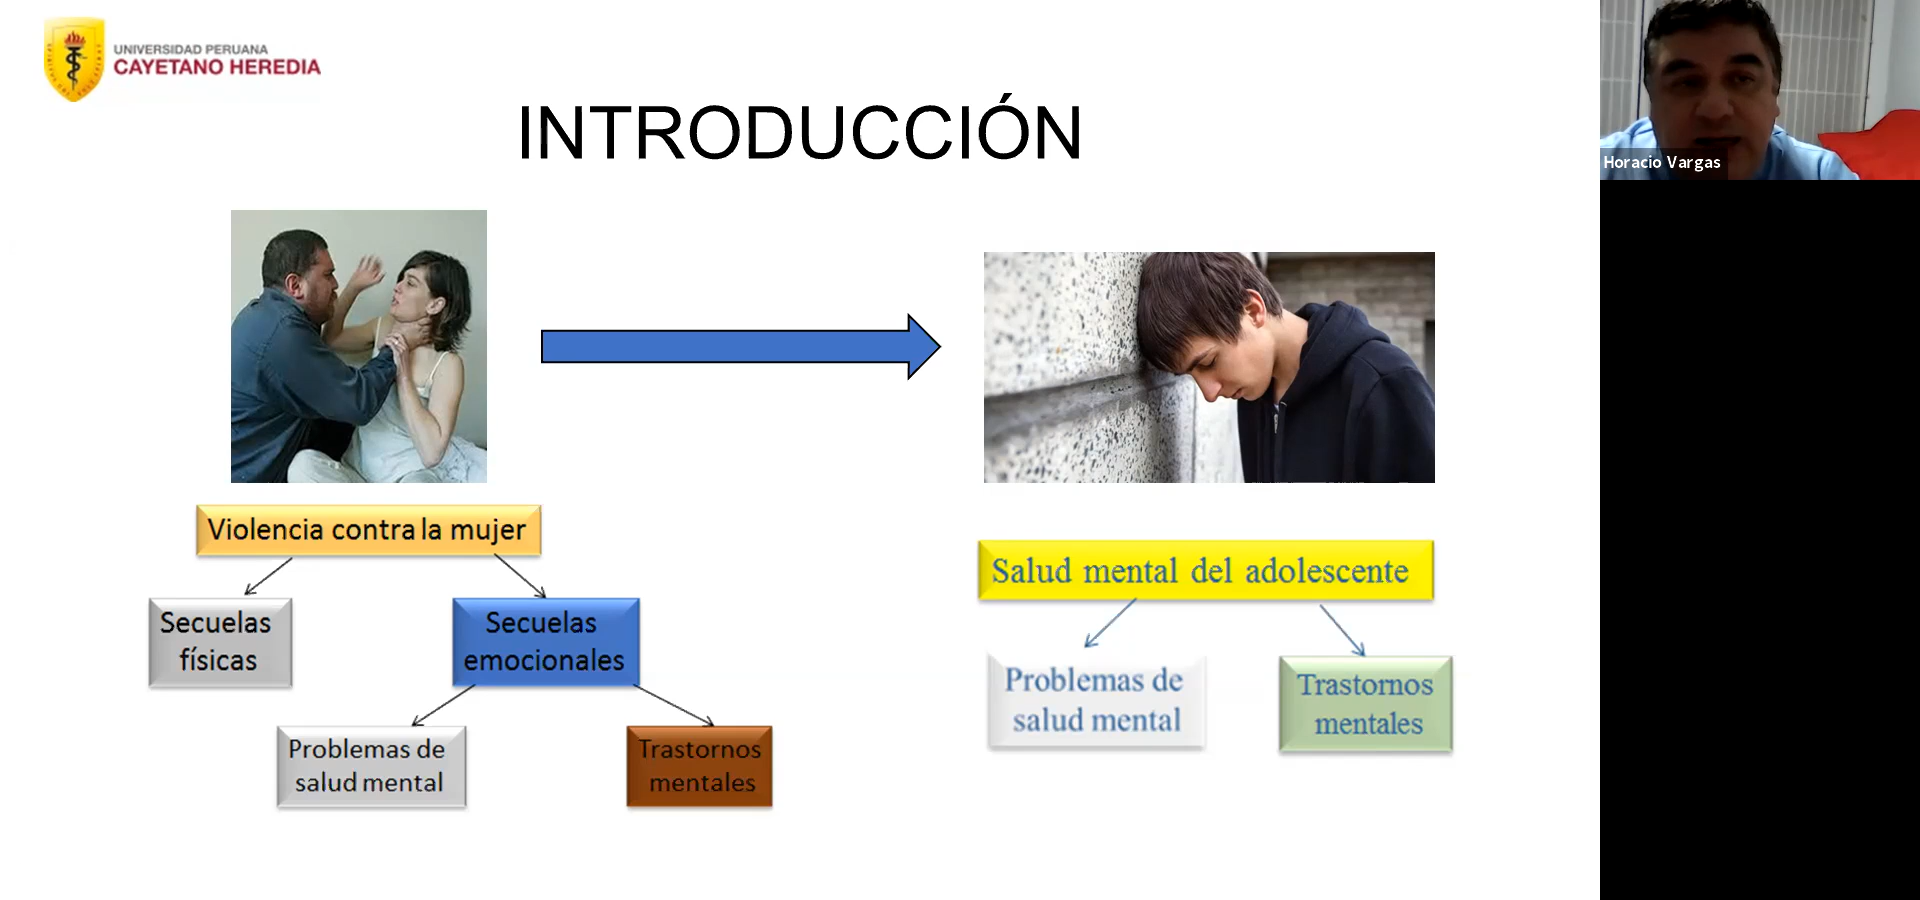 UNIVERSIDAD PERUANA
CAYETANO HEREDIA
INTRODUCCIÓN
Horacio Vargas
Violencia contra la mujer
Secuelas
físicas
Secuelas
emocionales
Problemas de
salud mental
Trastornos
mentales
Salud mental del adolescente
Problemas de
salud mental
Trastornos
mentales